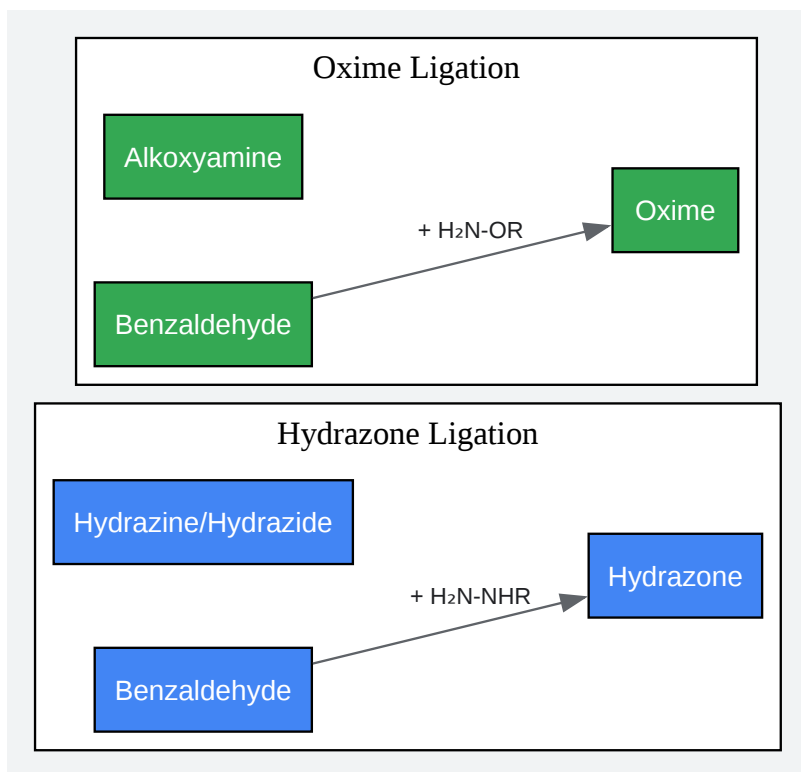 Oxime Ligation
Alkoxyamine
Oxime
+ H₂N-OR
Benzaldehyde
Hydrazone Ligation
Hydrazine/Hydrazide
Hydrazone
+ H₂N-NHR
Benzaldehyde